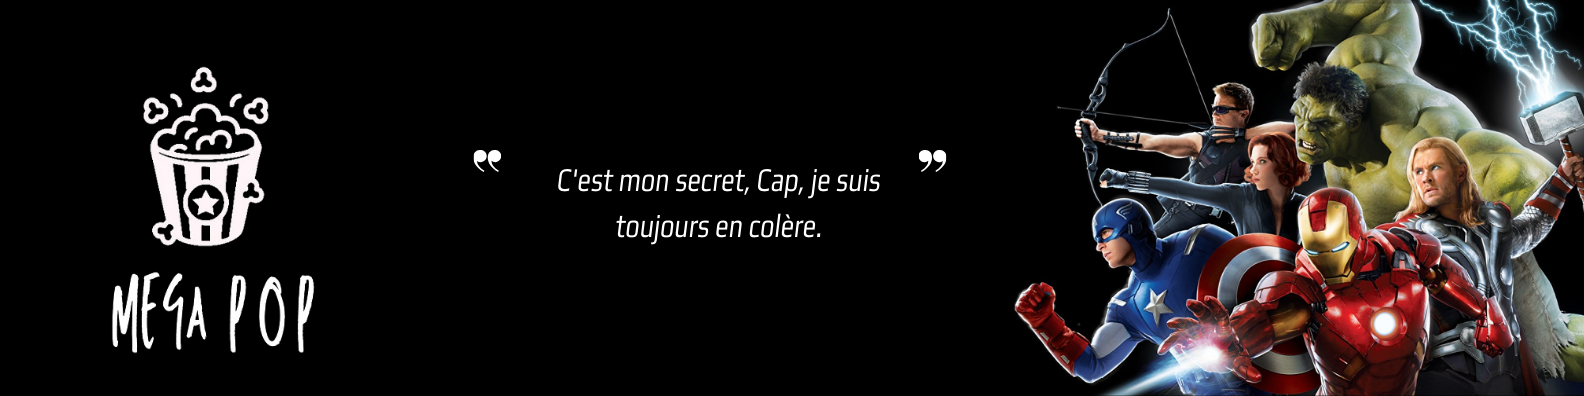 MEGA POP
❞
C'est mon secret, Cap, je suis
toujours en colère.
❞